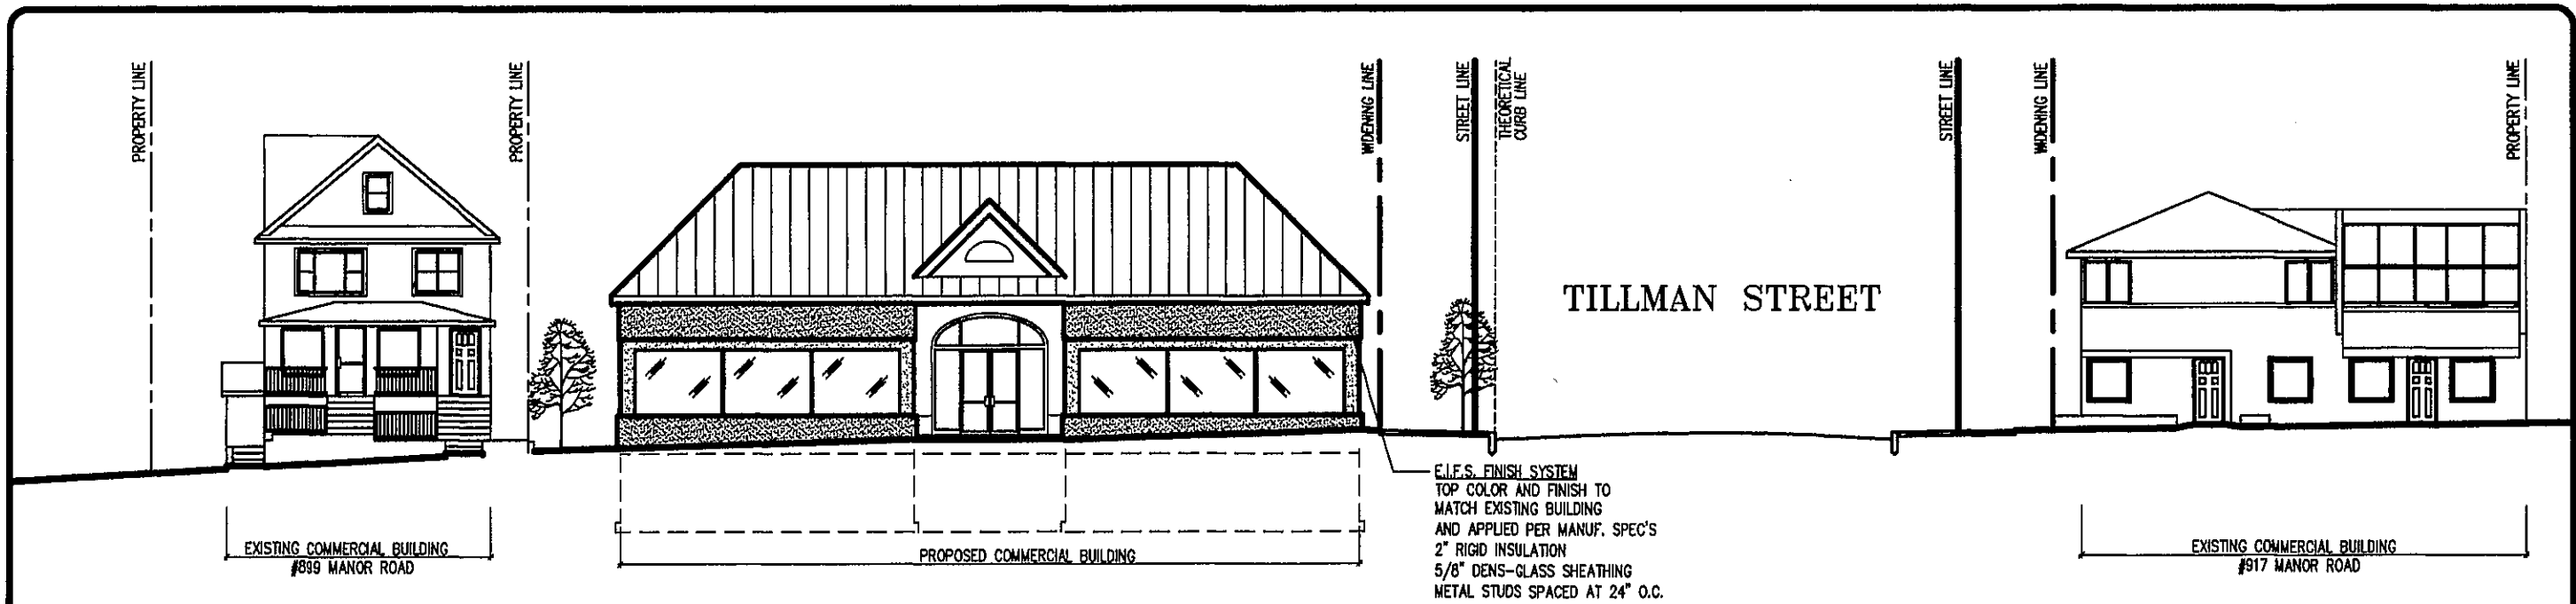 PROPERTY LINE
PROPERTY LINE
WIDENING LINE
STREET LINE
THEORETICAL
CURB LINE
STREET LINE
WIDENING LINE
PROPERTY LINE
TILLMAN STREET
E.I.F.S. FINISH SYSTEM
TOP COLOR AND FINISH TO
MATCH EXISTING BUILDING
AND APPLIED PER MANUF. SPEC'S
2" RIGID INSULATION
5/8" DENS-GLASS SHEATHING
METAL STUDS SPACED AT 24" O.C.
EXISTING COMMERCIAL BUILDING
#899 MANOR ROAD
PROPOSED COMMERCIAL BUILDING
EXISTING COMMERCIAL BUILDING
#917 MANOR ROAD